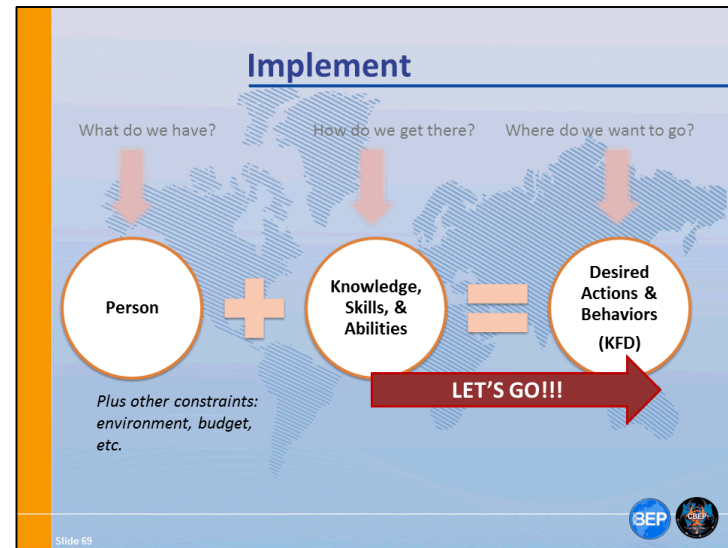 Implement
What do we have?
How do we get there?
Where do we want to go?
Person
Knowledge,
Skills, &
Abilities
Desired
Actions &
Behaviors
(KFD)
LET'S GO!!!
Plus other constraints:
environment, budget,
etc.
Slide 69
BEP
CBEP